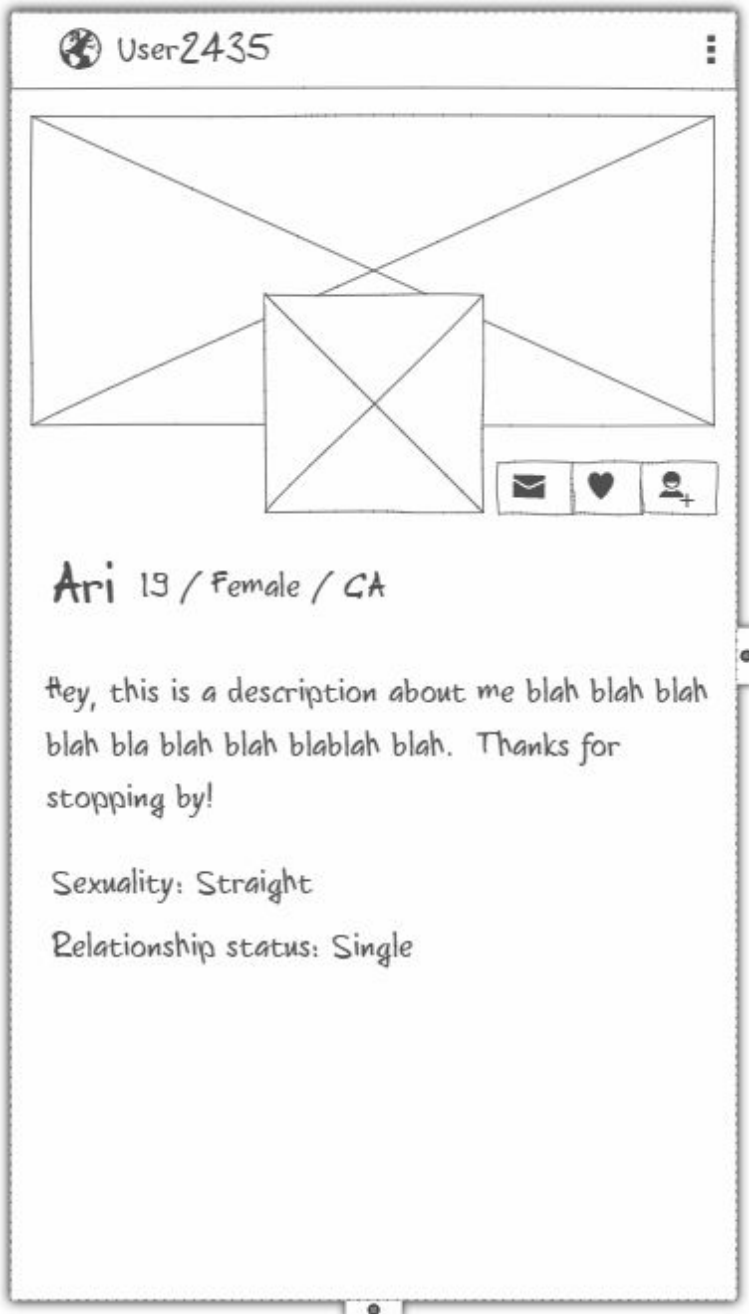 User2435
Ari 19 / Female / CA
Hey, this is a description about me blah blah blah
blah bla blah blah blablah blah. Thanks for
stopping by!
Sexuality: Straight
Relationship status: Single